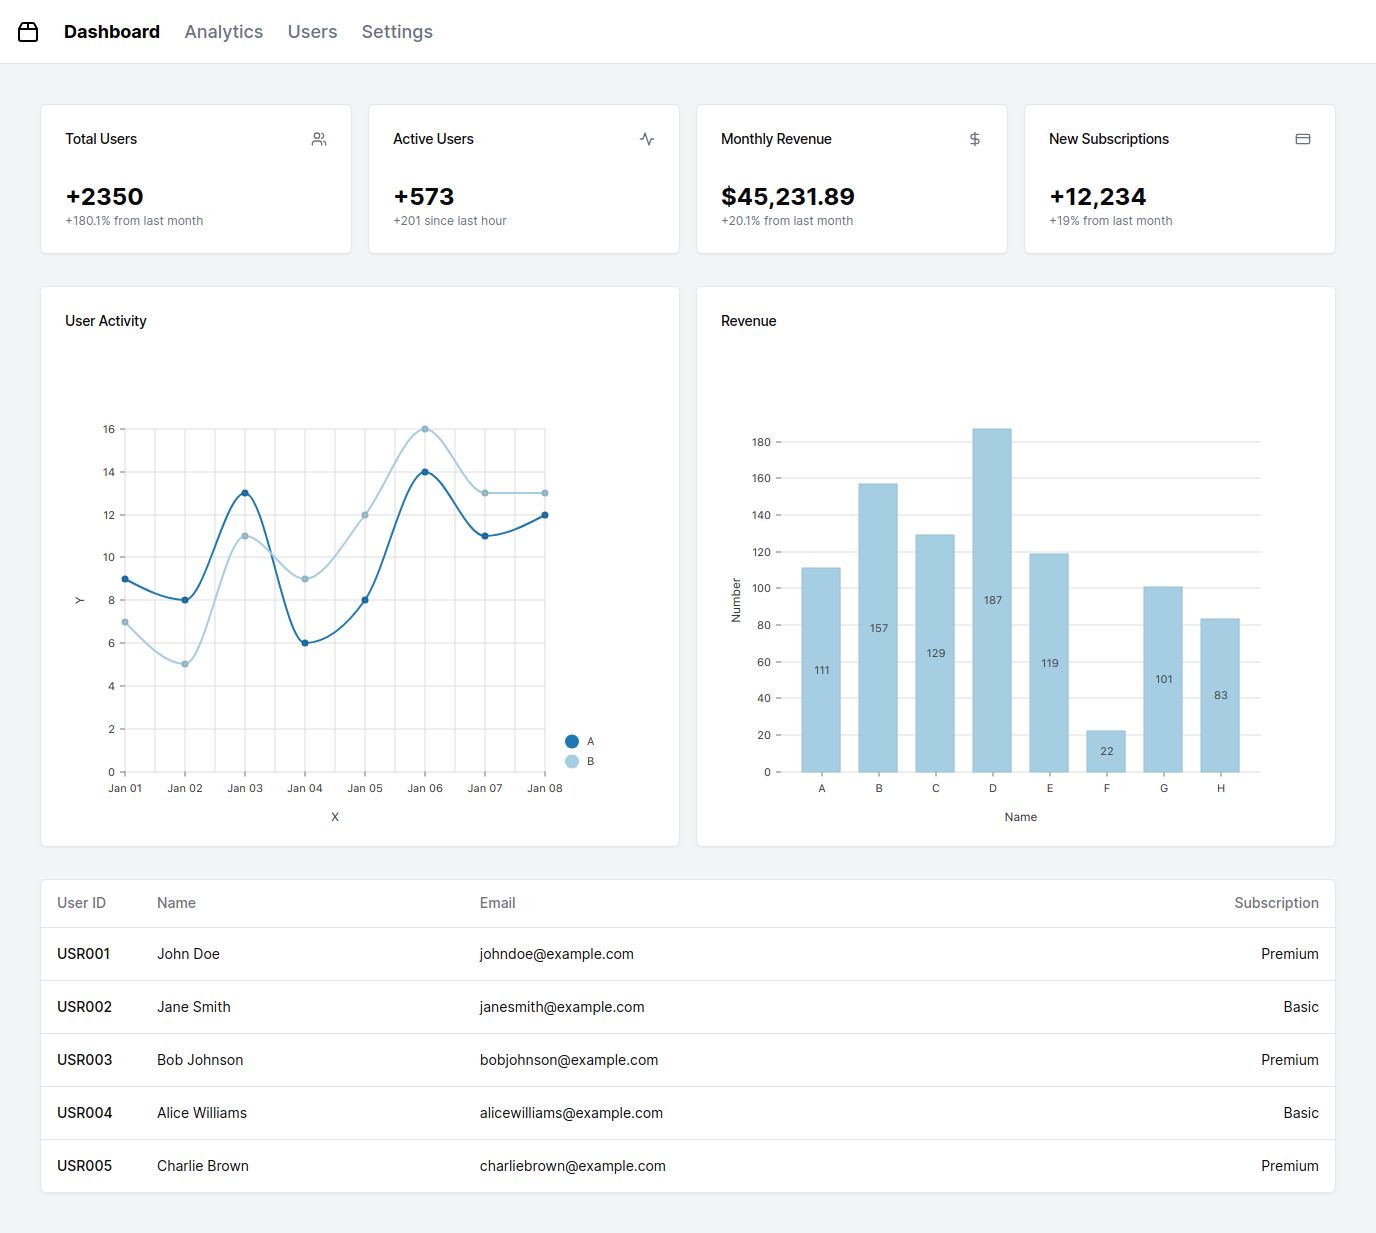 Dashboard Analytics Users Settings
Total Users
+2350
+180.1% from last month
Active Users
+573
+201 since last hour
Monthly Revenue
$45,231.89
+20.1% from last month
New Subscriptions
+12,234
+19% from last month
User Activity
16
14
12
10
8
6
4
2
0
Y
Jan 01 Jan 02 Jan 03 Jan 04 Jan 05 Jan 06 Jan 07 Jan 08
X
A
B
Revenue
180
160
140
120
100
80
60
40
20
0
Number
111 157 129 187 119 22 101 83
A B C D E F G H
Name
User ID Name Email Subscription
USR001 John Doe johndoe@example.com Premium
USR002 Jane Smith janesmith@example.com Basic
USR003 Bob Johnson bobjohnson@example.com Premium
USR004 Alice Williams alicewilliams@example.com Basic
USR005 Charlie Brown charliebrown@example.com Premium